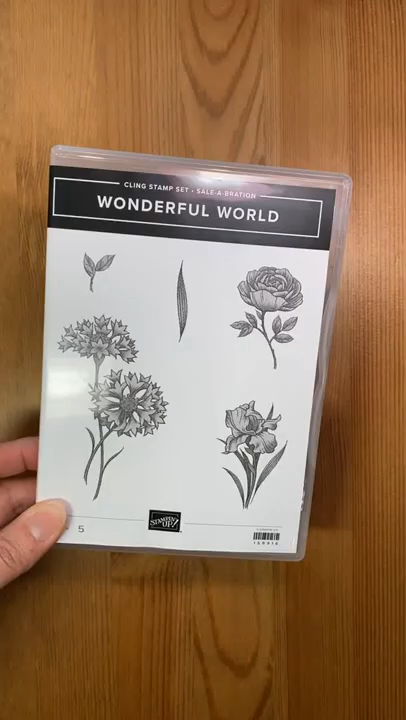 CLING STAMP SET • SALE-A-BRATION
WONDERFUL WORLD
STAMPIN' UP!
5